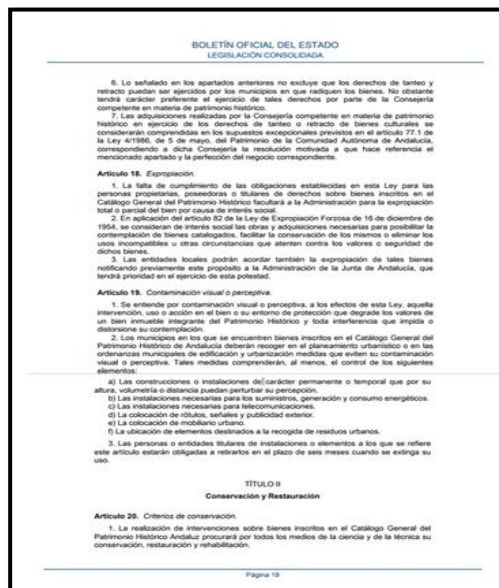 BOLETÍN OFICIAL DEL ESTADO
LEGISLACIÓN CONSOLIDADA
6. Lo señalado en los apartados anteriores no excluye que los derechos de tanteo y
retracto puedan ser ejercidos por los municipios en que radiquen los bienes. No obstante
tendrá carácter preferente el ejercicio de tales derechos por parte de la Consejería
competente en materia de patrimonio histórico.
7. Las adquisiciones realizadas por la Consejería competente en materia de patrimonio
histórico en ejercicio de los derechos de tanteo o retracto de bienes culturales se
considerarán comprendidas en los supuestos excepcionales previstos en el artículo 77.1 de
la Ley 4/1986, de 5 de mayo, del Patrimonio de la Comunidad Autónoma de Andalucía,
correspondiendo a dicha Consejería la resolución motivada a que hace referencia el
mencionado apartado y la perfección del negocio correspondiente.
Artículo 18. Expropiación.
1. La falta de cumplimiento de las obligaciones establecidas en esta Ley para las
personas propietarias, poseedoras o titulares de derechos sobre bienes inscritos en el
Catálogo General del Patrimonio Histórico facultará a la Administración para la expropiación
total o parcial del bien por causa de interés social.
2. En aplicación del artículo 82 de la Ley de Expropiación Forzosa de 16 de diciembre de
1954, se consideran de interés social las obras y adquisiciones necesarias para posibilitar la
contemplación de bienes catalogados, facilitar la conservación de los mismos o eliminar los
usos incompatibles u otras circunstancias que atenten contra los valores o seguridad de
dichos bienes.
3. Las entidades locales podrán acordar también la expropiación de tales bienes
notificando previamente este propósito a la Administración de la Junta de Andalucía, que
tendrá prioridad en el ejercicio de esta potestad.
Artículo 19. Contaminación visual o perceptiva.
1. Se entiende por contaminación visual o perceptiva, a los efectos de esta Ley, aquella
intervención, uso o acción en el bien o su entorno de protección que degrade los valores de
un bien inmueble integrante del Patrimonio Histórico y toda interferencia que impida o
distorsione su contemplación.
2. Los municipios en los que se encuentren bienes inscritos en el Catálogo General del
Patrimonio Histórico de Andalucía deberán recoger en el planeamiento urbanístico o en las
ordenanzas municipales de edificación y urbanización medidas que eviten su contaminación
visual o perceptiva. Tales medidas comprenderán, al menos, el control de los siguientes
elementos:
a) Las construcciones o instalaciones de carácter permanente o temporal que por su
altura, volumetría o distancia puedan perturbar su percepción.
b) Las instalaciones necesarias para los suministros, generación y consumo energéticos.
c) Las instalaciones necesarias para telecomunicaciones.
d) La colocación de rótulos, señales y publicidad exterior.
e) La colocación de mobiliario urbano.
f) La ubicación de elementos destinados a la recogida de residuos urbanos.
3. Las personas o entidades titulares de instalaciones o elementos a los que se refiere
este artículo estarán obligadas a retirarlos en el plazo de seis meses cuando se extinga su
uso.
TÍTULO II
Conservación y Restauración
Artículo 20. Criterios de conservación.
1. La realización de intervenciones sobre bienes inscritos en el Catálogo General del
Patrimonio Histórico Andaluz procurará por todos los medios de la ciencia y de la técnica su
conservación, restauración y rehabilitación.
Página 19